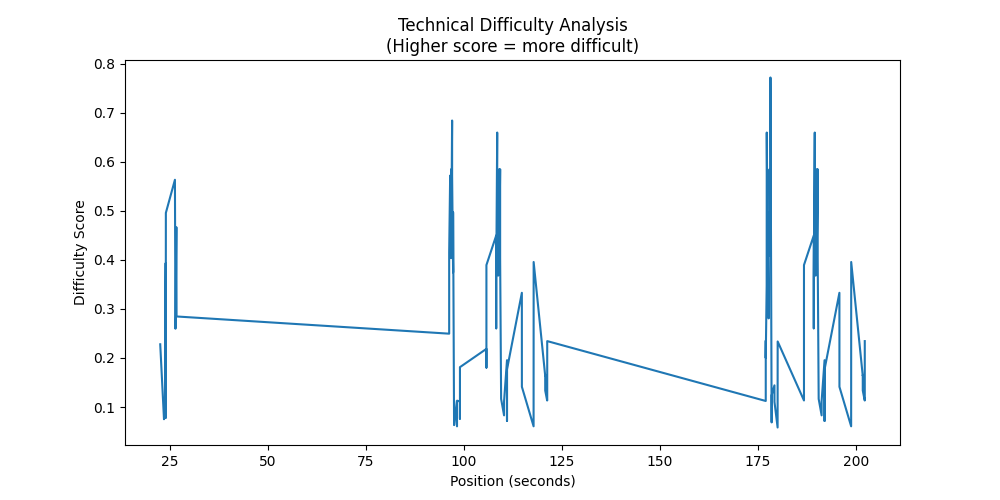 Technical Difficulty Analysis
(Higher score = more difficult)
Difficulty Score
0.8
0.7
0.6
0.5
0.4
0.3
0.2
0.1
25 50 75 100 125 150 175 200
Position (seconds)